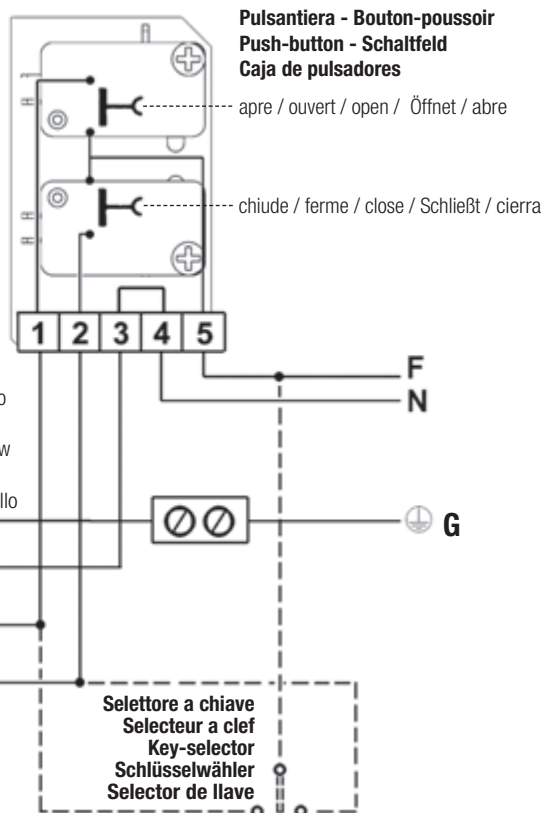 Pulsantiera - Bouton-poussoir
Push-button - Schaltfeld
Caja de pulsadores
apre / ouvert / open / Öffnet / abre
chiude / ferme / close / Schließt / cierra
1 2 3 4 5
F
N
G
Selettore a chiave
Selecteur a clef
Key-selector
Schlüsselwähler
Selector de llave